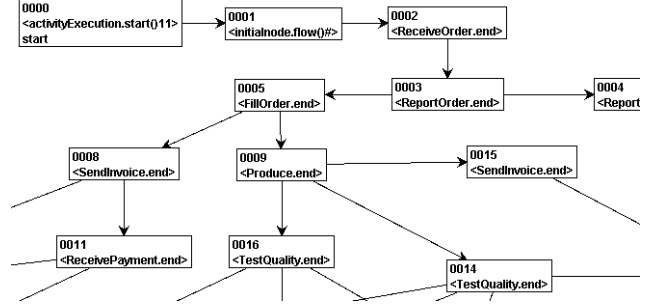 0000
<activityExecution.start()11>
start
0001
<initialnode.flow()#>
0002
<ReceiveOrder.end>
0005
<FillOrder.end>
0003
<ReportOrder.end>
0004
<Report
0008
<SendInvoice.end>
0009
<Produce.end>
0015
<SendInvoice.end>
0011
<ReceivePayment.end>
0016
<TestQuality.end>
0014
<TestQuality.end>